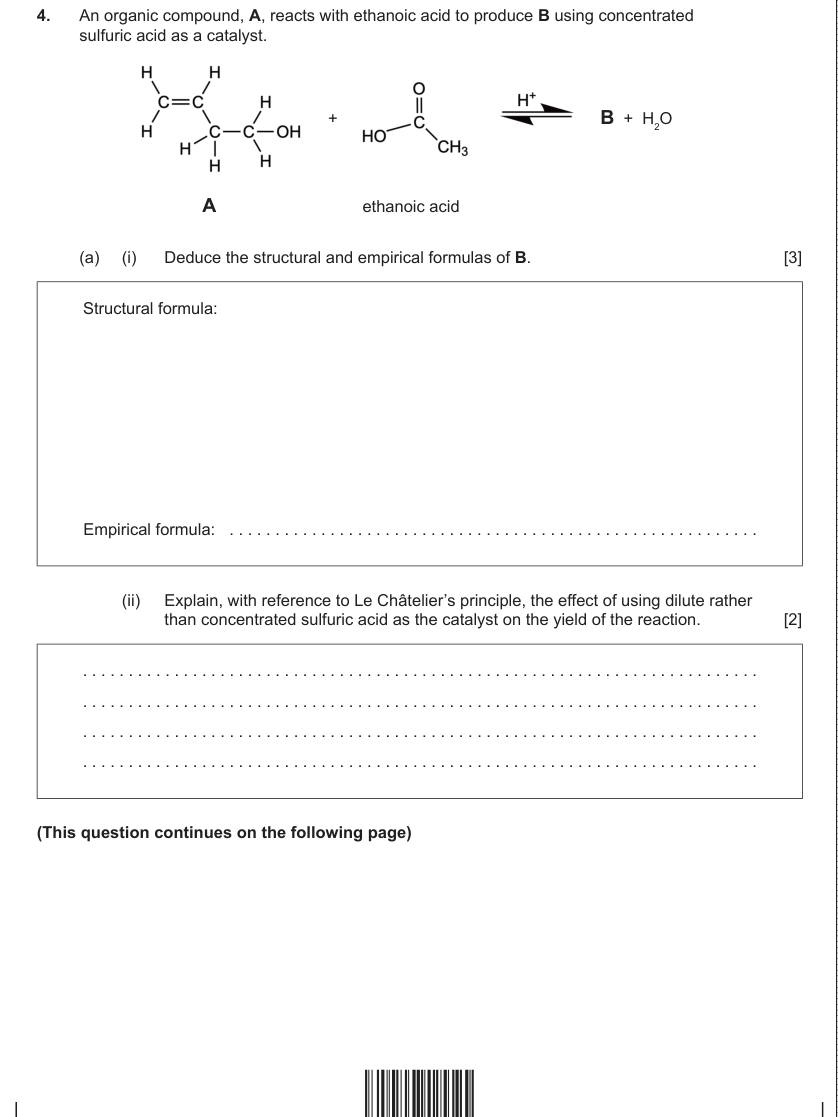 4. An organic compound, A, reacts with ethanoic acid to produce B using concentrated
sulfuric acid as a catalyst.
H H
C=C H
H C–C–OH
H H H
+
O
C
HO CH₃
H⁺
B + H₂O
A ethanoic acid
(a) (i) Deduce the structural and empirical formulas of B. [3]
Structural formula:
Empirical formula: . . . . . . . . . . . . . . . . . . . . . . . . . . . . . . . . . . . . . . . . . . . . . . . . . . . . . . . . . .
(ii) Explain, with reference to Le Châtelier’s principle, the effect of using dilute rather
than concentrated sulfuric acid as the catalyst on the yield of the reaction. [2]
(This question continues on the following page)